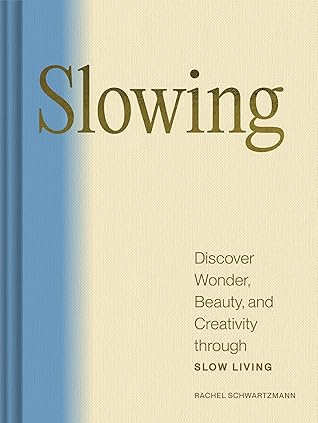 Slowing
Discover
Wonder,
Beauty, and
Creativity
through
SLOW LIVING
RACHEL SCHWARTZMANN